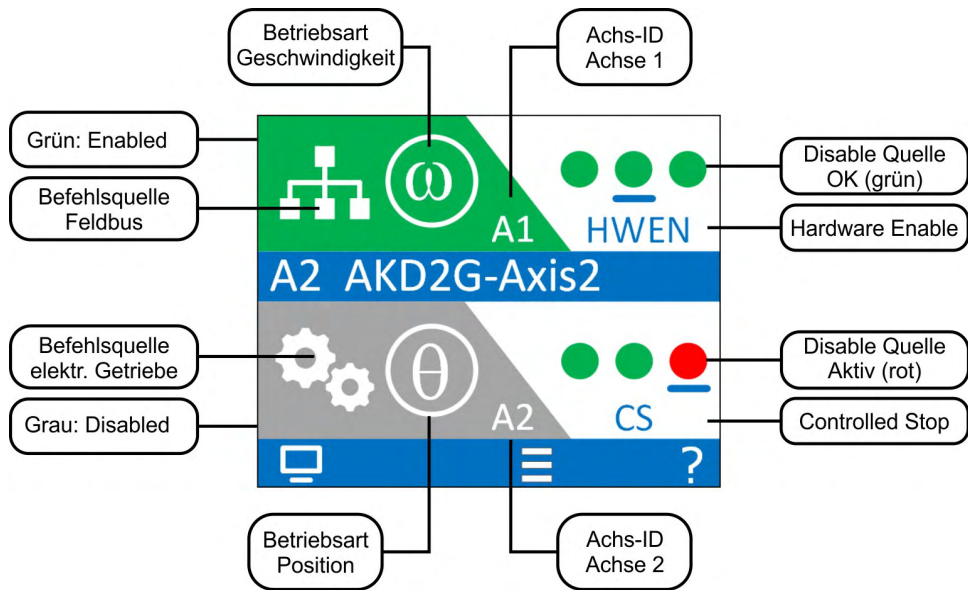 Betriebsart
Geschwindigkeit
Achs-ID
Achse 1
Grün: Enabled
Befehlsquelle
Feldbus
ω
A1
HWEN
Disable Quelle
OK (grün)
Hardware Enable
A2 AKD2G-Axis2
Befehlsquelle
elektr. Getriebe
Grau: Disabled
θ
A2
CS
Disable Quelle
Aktiv (rot)
Controlled Stop
?
Betriebsart
Position
Achs-ID
Achse 2